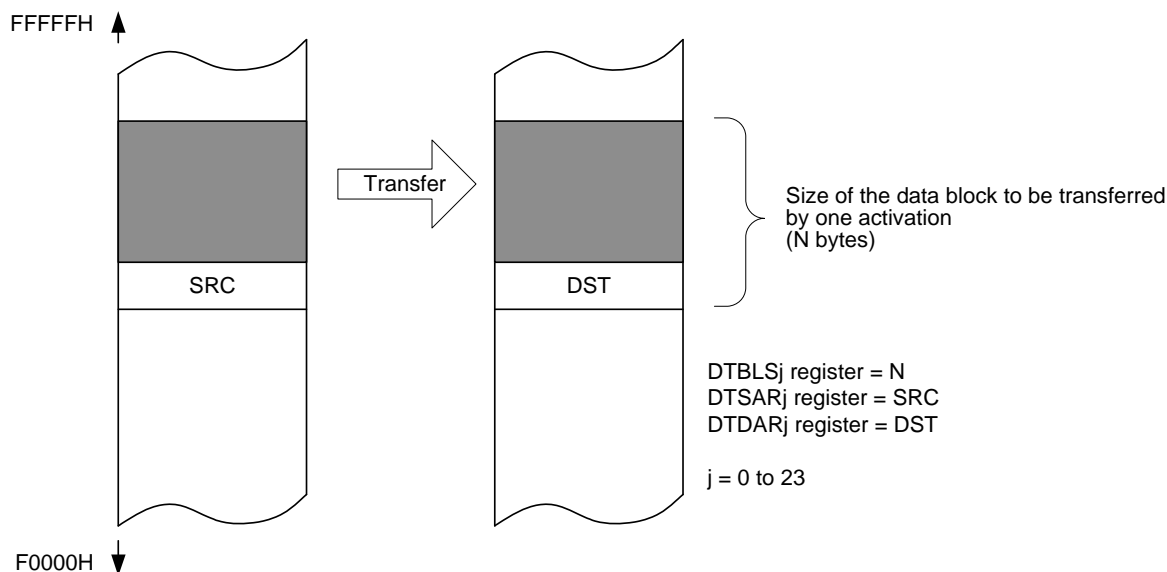 FFFFFH
Transfer
Size of the data block to be transferred
by one activation
(N bytes)
SRC
DST
DTBLSj register = N
DTSARj register = SRC
DTDARj register = DST
j = 0 to 23
F0000H